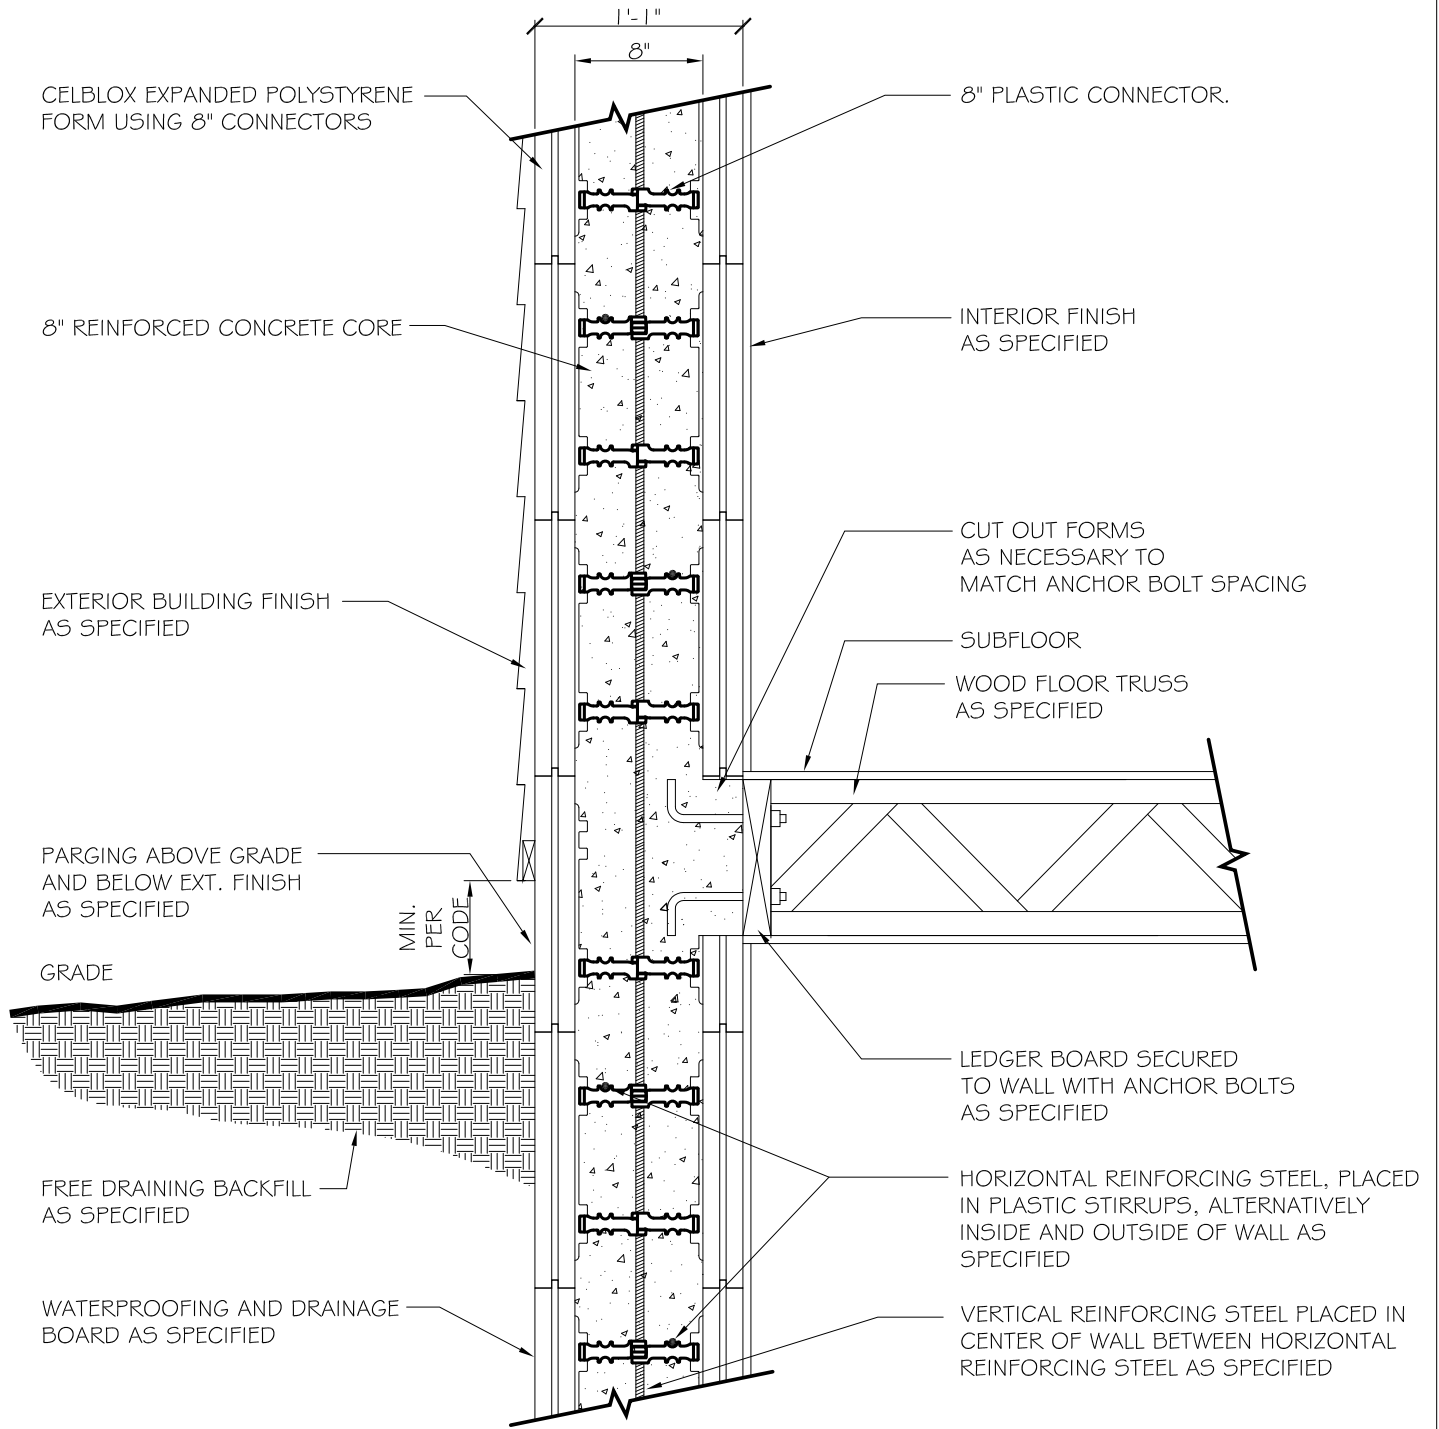 1'-1"
8"
CELBLOX EXPANDED POLYSTYRENE
FORM USING 8" CONNECTORS
8" PLASTIC CONNECTOR.
8" REINFORCED CONCRETE CORE
INTERIOR FINISH
AS SPECIFIED
CUT OUT FORMS
AS NECESSARY TO
MATCH ANCHOR BOLT SPACING
EXTERIOR BUILDING FINISH
AS SPECIFIED
SUBFLOOR
WOOD FLOOR TRUSS
AS SPECIFIED
PARGING ABOVE GRADE
AND BELOW EXT. FINISH
AS SPECIFIED
MIN.
PER
CODE
GRADE
LEDGER BOARD SECURED
TO WALL WITH ANCHOR BOLTS
AS SPECIFIED
FREE DRAINING BACKFILL
AS SPECIFIED
HORIZONTAL REINFORCING STEEL, PLACED
IN PLASTIC STIRRUPS, ALTERNATIVELY
INSIDE AND OUTSIDE OF WALL AS
SPECIFIED
WATERPROOFING AND DRAINAGE
BOARD AS SPECIFIED
VERTICAL REINFORCING STEEL PLACED IN
CENTER OF WALL BETWEEN HORIZONTAL
REINFORCING STEEL AS SPECIFIED